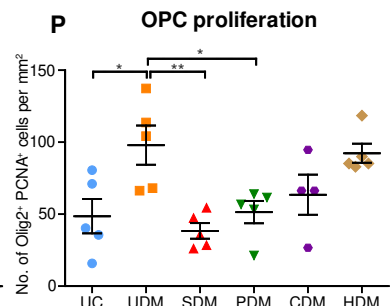 P OPC proliferation
No. of Olig2⁺ PCNA⁺ cells per mm²
150
100
50
0
*
**
*
UC UDM SDM PDM CDM HDM